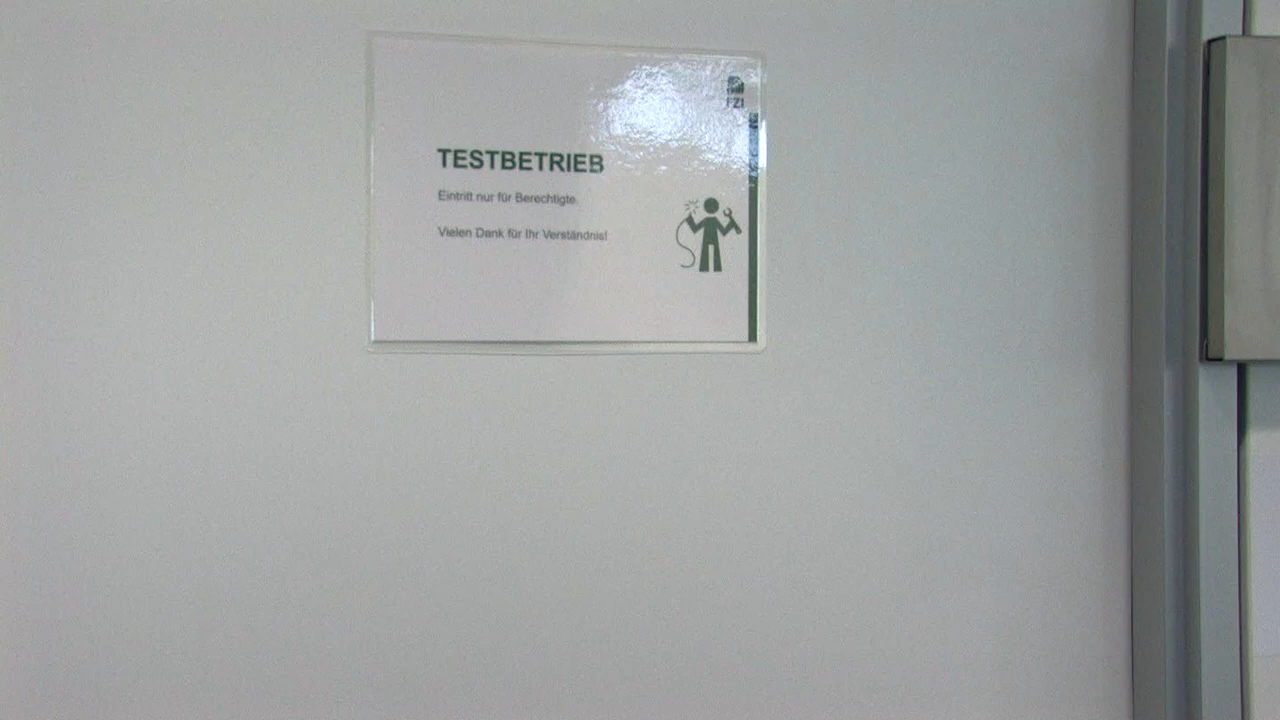 FZI
TESTBETRIEB
Eintritt nur für Berechtigte.
Vielen Dank für Ihr Verständnis!